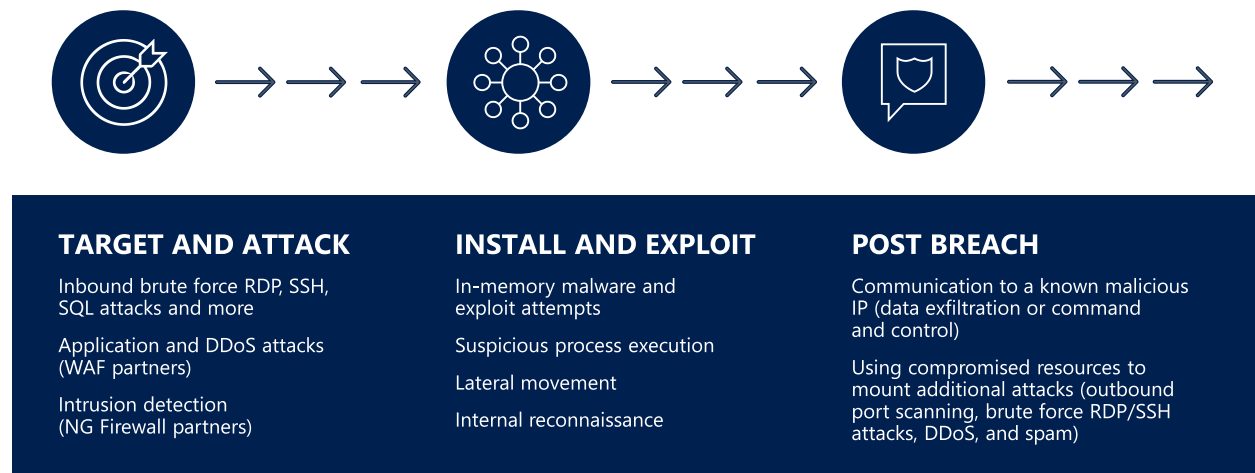 TARGET AND ATTACK
Inbound brute force RDP, SSH,
SQL attacks and more
Application and DDoS attacks
(WAF partners)
Intrusion detection
(NG Firewall partners)
INSTALL AND EXPLOIT
In-memory malware and
exploit attempts
Suspicious process execution
Lateral movement
Internal reconnaissance
POST BREACH
Communication to a known malicious
IP (data exfiltration or command
and control)
Using compromised resources to
mount additional attacks (outbound
port scanning, brute force RDP/SSH
attacks, DDoS, and spam)